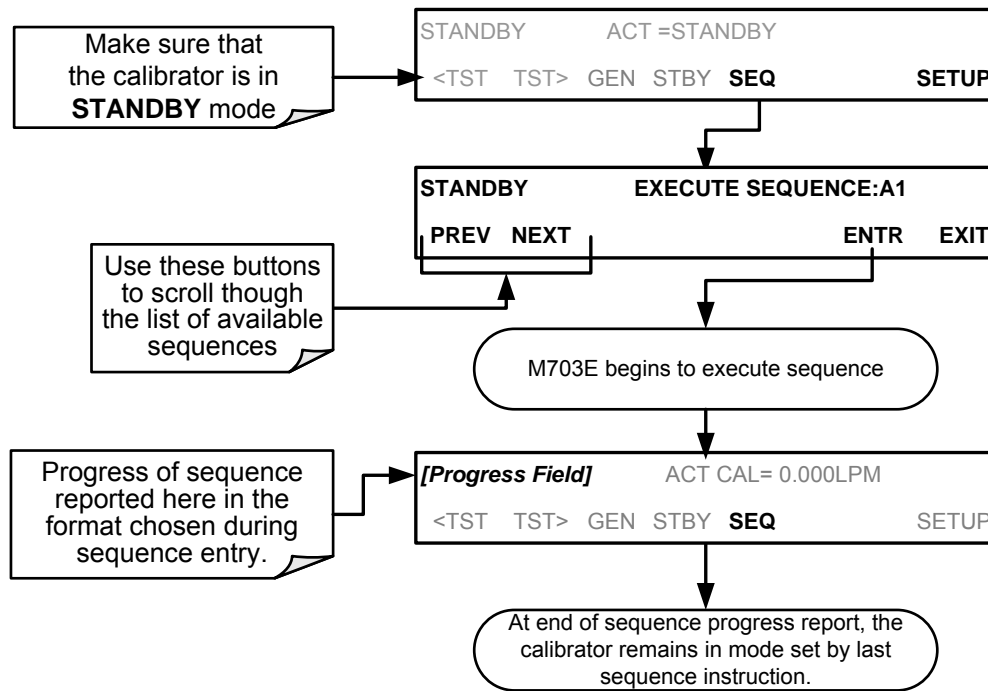 Make sure that
the calibrator is in
STANDBY mode
STANDBY ACT =STANDBY
<TST TST> GEN STBY SEQ SETUP
STANDBY EXECUTE SEQUENCE:A1
PREV NEXT ENTR EXIT
Use these buttons
to scroll though
the list of available
sequences
M703E begins to execute sequence
Progress of sequence
reported here in the
format chosen during
sequence entry.
[Progress Field] ACT CAL= 0.000LPM
<TST TST> GEN STBY SEQ SETUP
At end of sequence progress report, the
calibrator remains in mode set by last
sequence instruction.